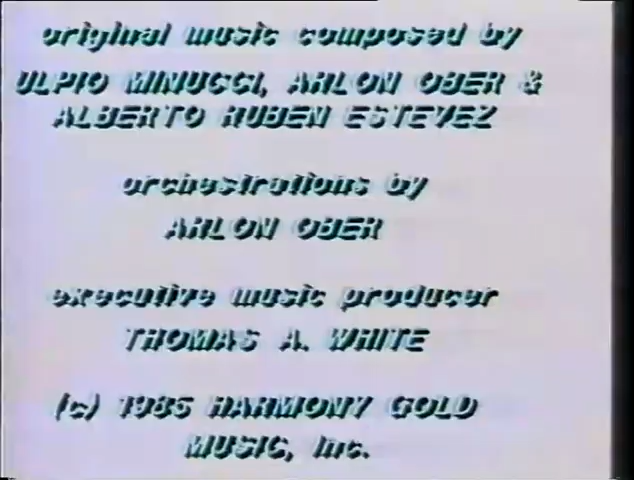 original music composed by
ULPIO MINUCCI, ARLON OBER &
ALBERTO RUBEN ESTEVEZ
orchestrations by
ARLON OBER
executive music producer
THOMAS A. WHITE
(c) 1985 HARMONY GOLD
MUSIC, Inc.